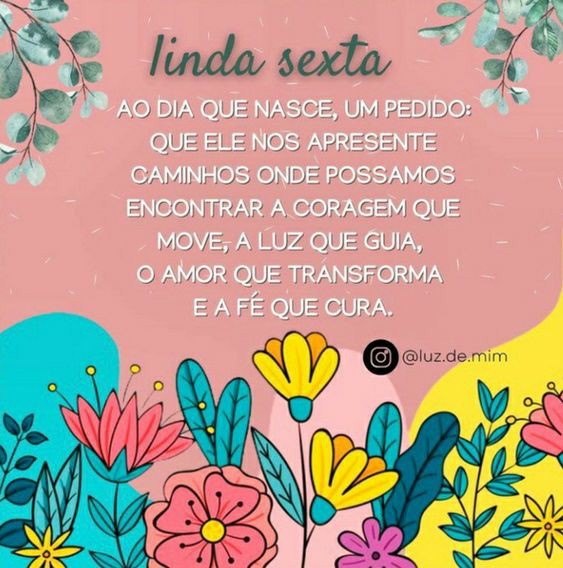 linda sexta
AO DIA QUE NASCE, UM PEDIDO:
QUE ELE NOS APRESENTE
CAMINHOS ONDE POSSAMOS
ENCONTRAR A CORAGEM QUE
MOVE, A LUZ QUE GUIA,
O AMOR QUE TRANSFORMA
E A FÉ QUE CURA.
@luz.de.mim